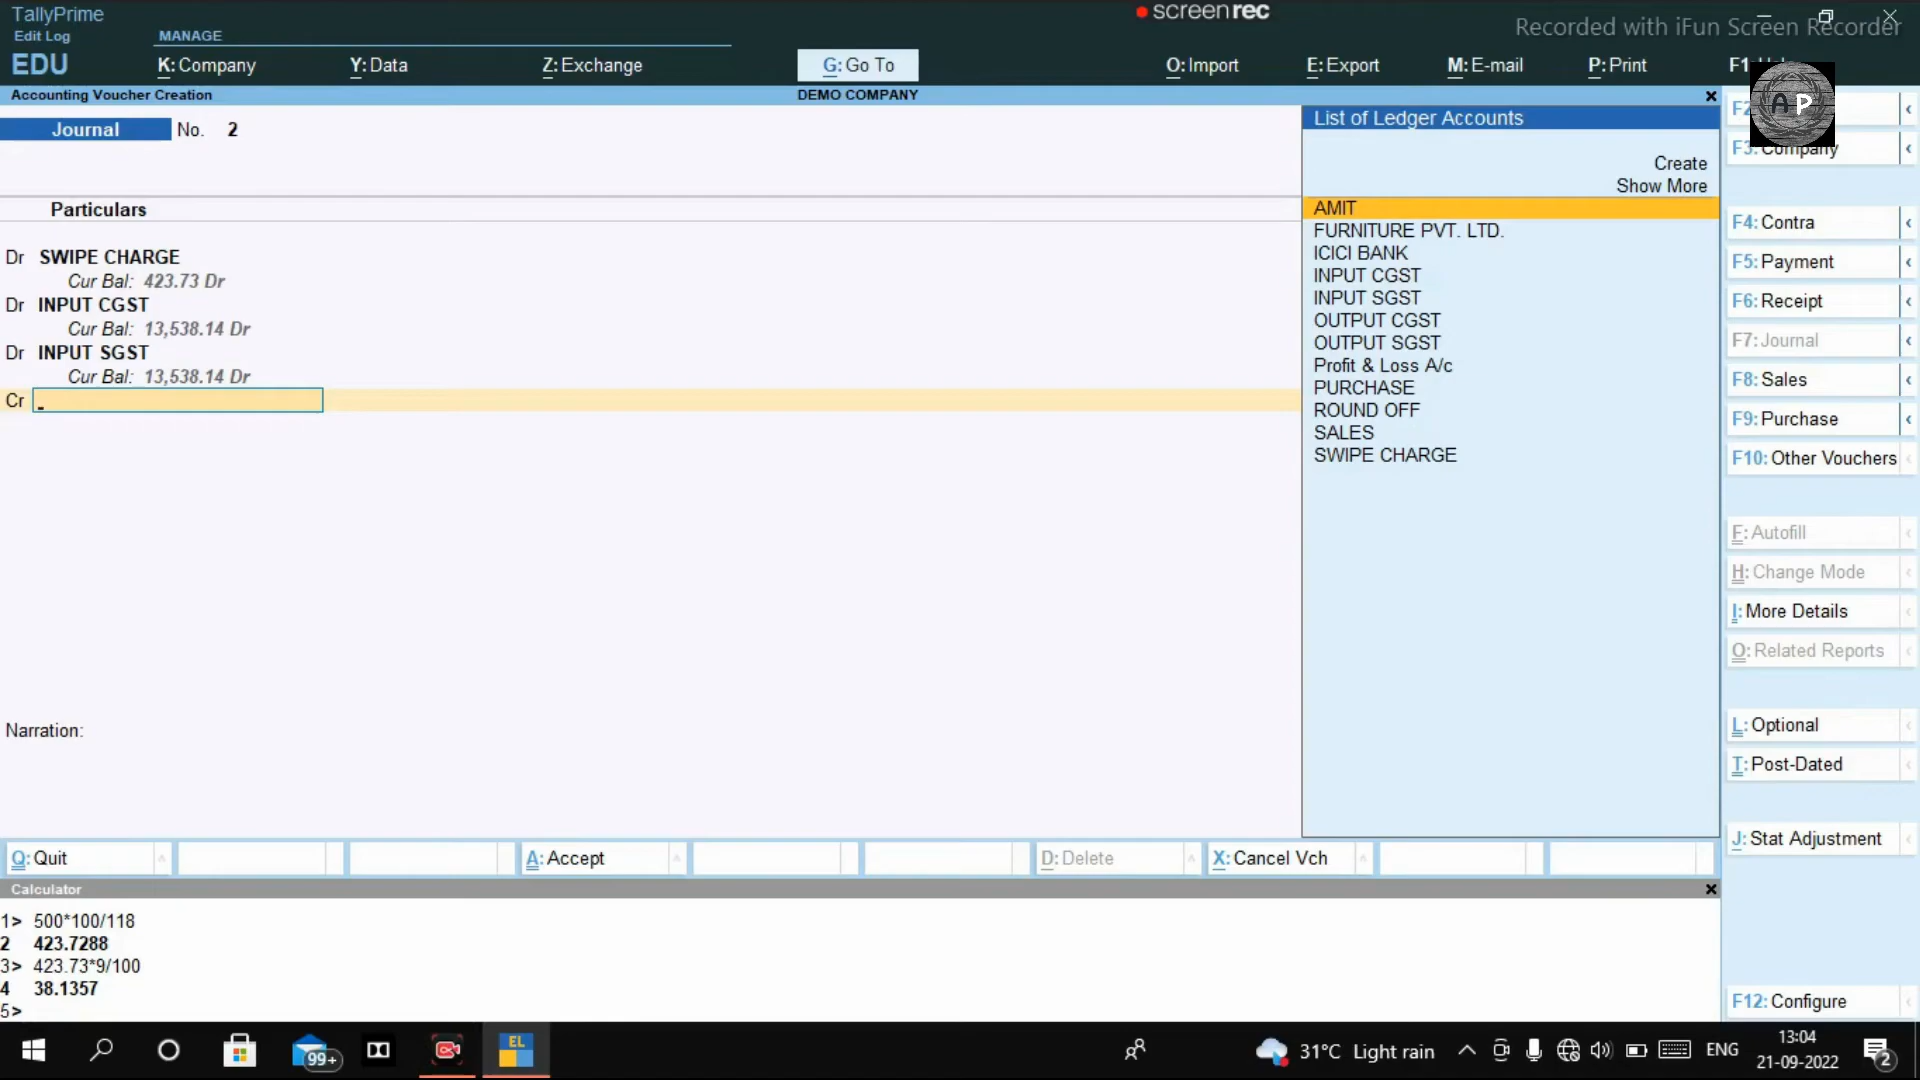 TallyPrime
Edit Log
EDU
MANAGE
K: Company
Y: Data
Z: Exchange
G: Go To
O: Import
E: Export
M: E-mail
P: Print
screenrec
Recorded with iFun Screen Recorder
Accounting Voucher Creation
DEMO COMPANY
Journal No. 2
Particulars
Dr SWIPE CHARGE
Cur Bal: 423.73 Dr
Dr INPUT CGST
Cur Bal: 13,538.14 Dr
Dr INPUT SGST
Cur Bal: 13,538.14 Dr
Cr
Narration:
List of Ledger Accounts
Create
Show More
AMIT
FURNITURE PVT. LTD.
ICICI BANK
INPUT CGST
INPUT SGST
OUTPUT CGST
OUTPUT SGST
Profit & Loss A/c
PURCHASE
ROUND OFF
SALES
SWIPE CHARGE
AP
F3: Company
F4: Contra
F5: Payment
F6: Receipt
F7: Journal
F8: Sales
F9: Purchase
F10: Other Vouchers
F: Autofill
H: Change Mode
I: More Details
O: Related Reports
L: Optional
T: Post-Dated
J: Stat Adjustment
F12: Configure
Q: Quit
A: Accept
D: Delete
X: Cancel Vch
Calculator
1> 500*100/118
2 423.7288
3> 423.73*9/100
4 38.1357
5>
99+
EL
31°C Light rain
ENG
13:04
21-09-2022
2